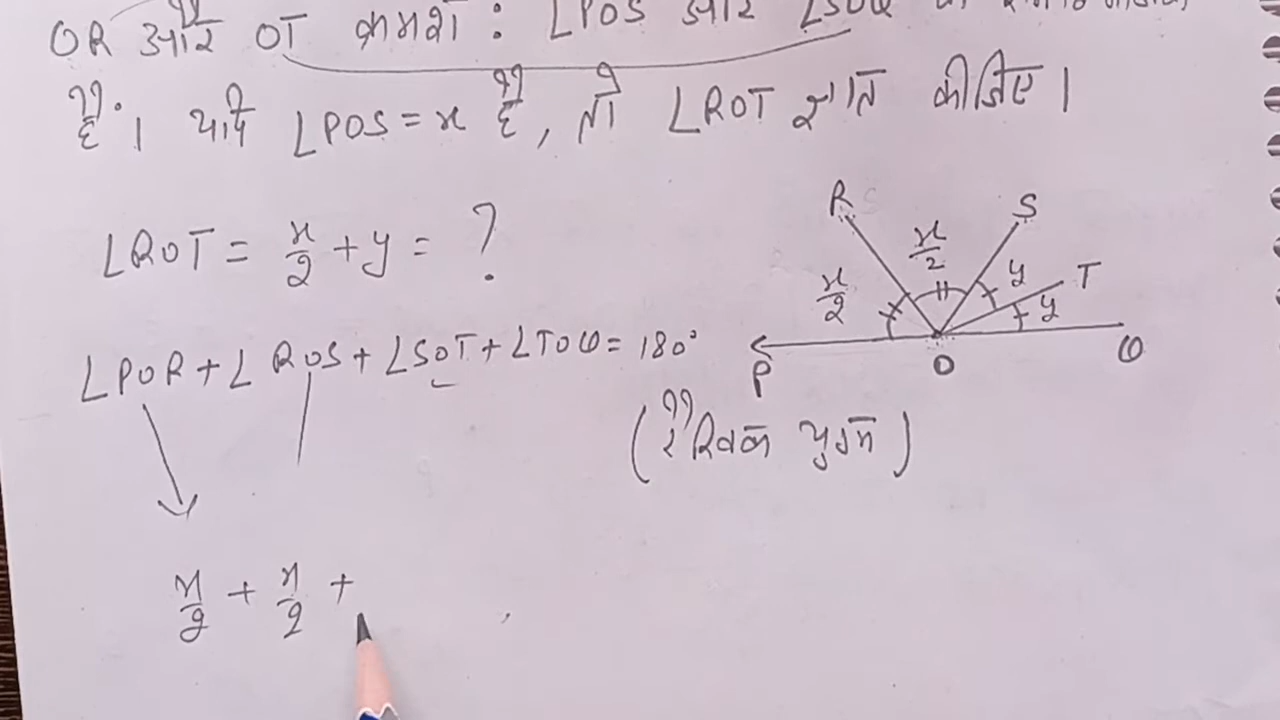 OR और OT क्रमशः ∠POS और ∠SOQ के
हैं। यदि ∠POS = x है, तो ∠ROT ज्ञात कीजिए।
∠ROT = x/2 + y = ?
R S
x/2 y T
x/2 y
P O Q
∠POR + ∠ROS + ∠SOT + ∠TOQ = 180°
(रैखिक युग्म)
x/2 + x/2 +